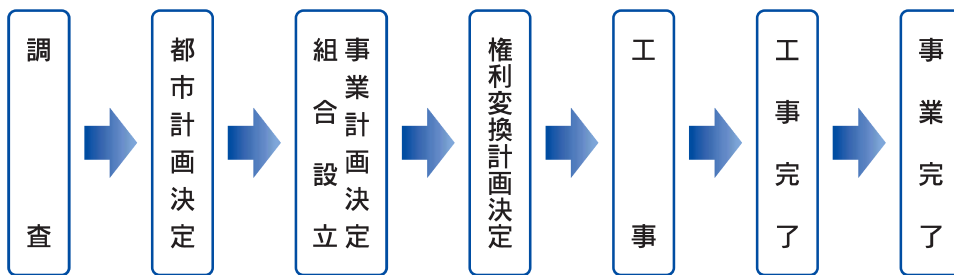 調査
都市計画決定
事業計画決定
組合設立
権利変換計画決定
工事
工事完了
事業完了